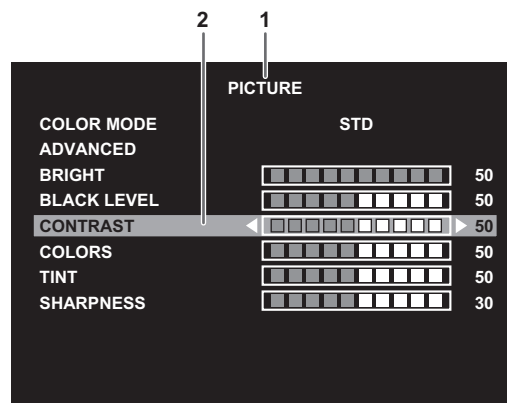 2 1
PICTURE
COLOR MODE STD
ADVANCED
BRIGHT 50
BLACK LEVEL 50
CONTRAST 50
COLORS 50
TINT 50
SHARPNESS 30